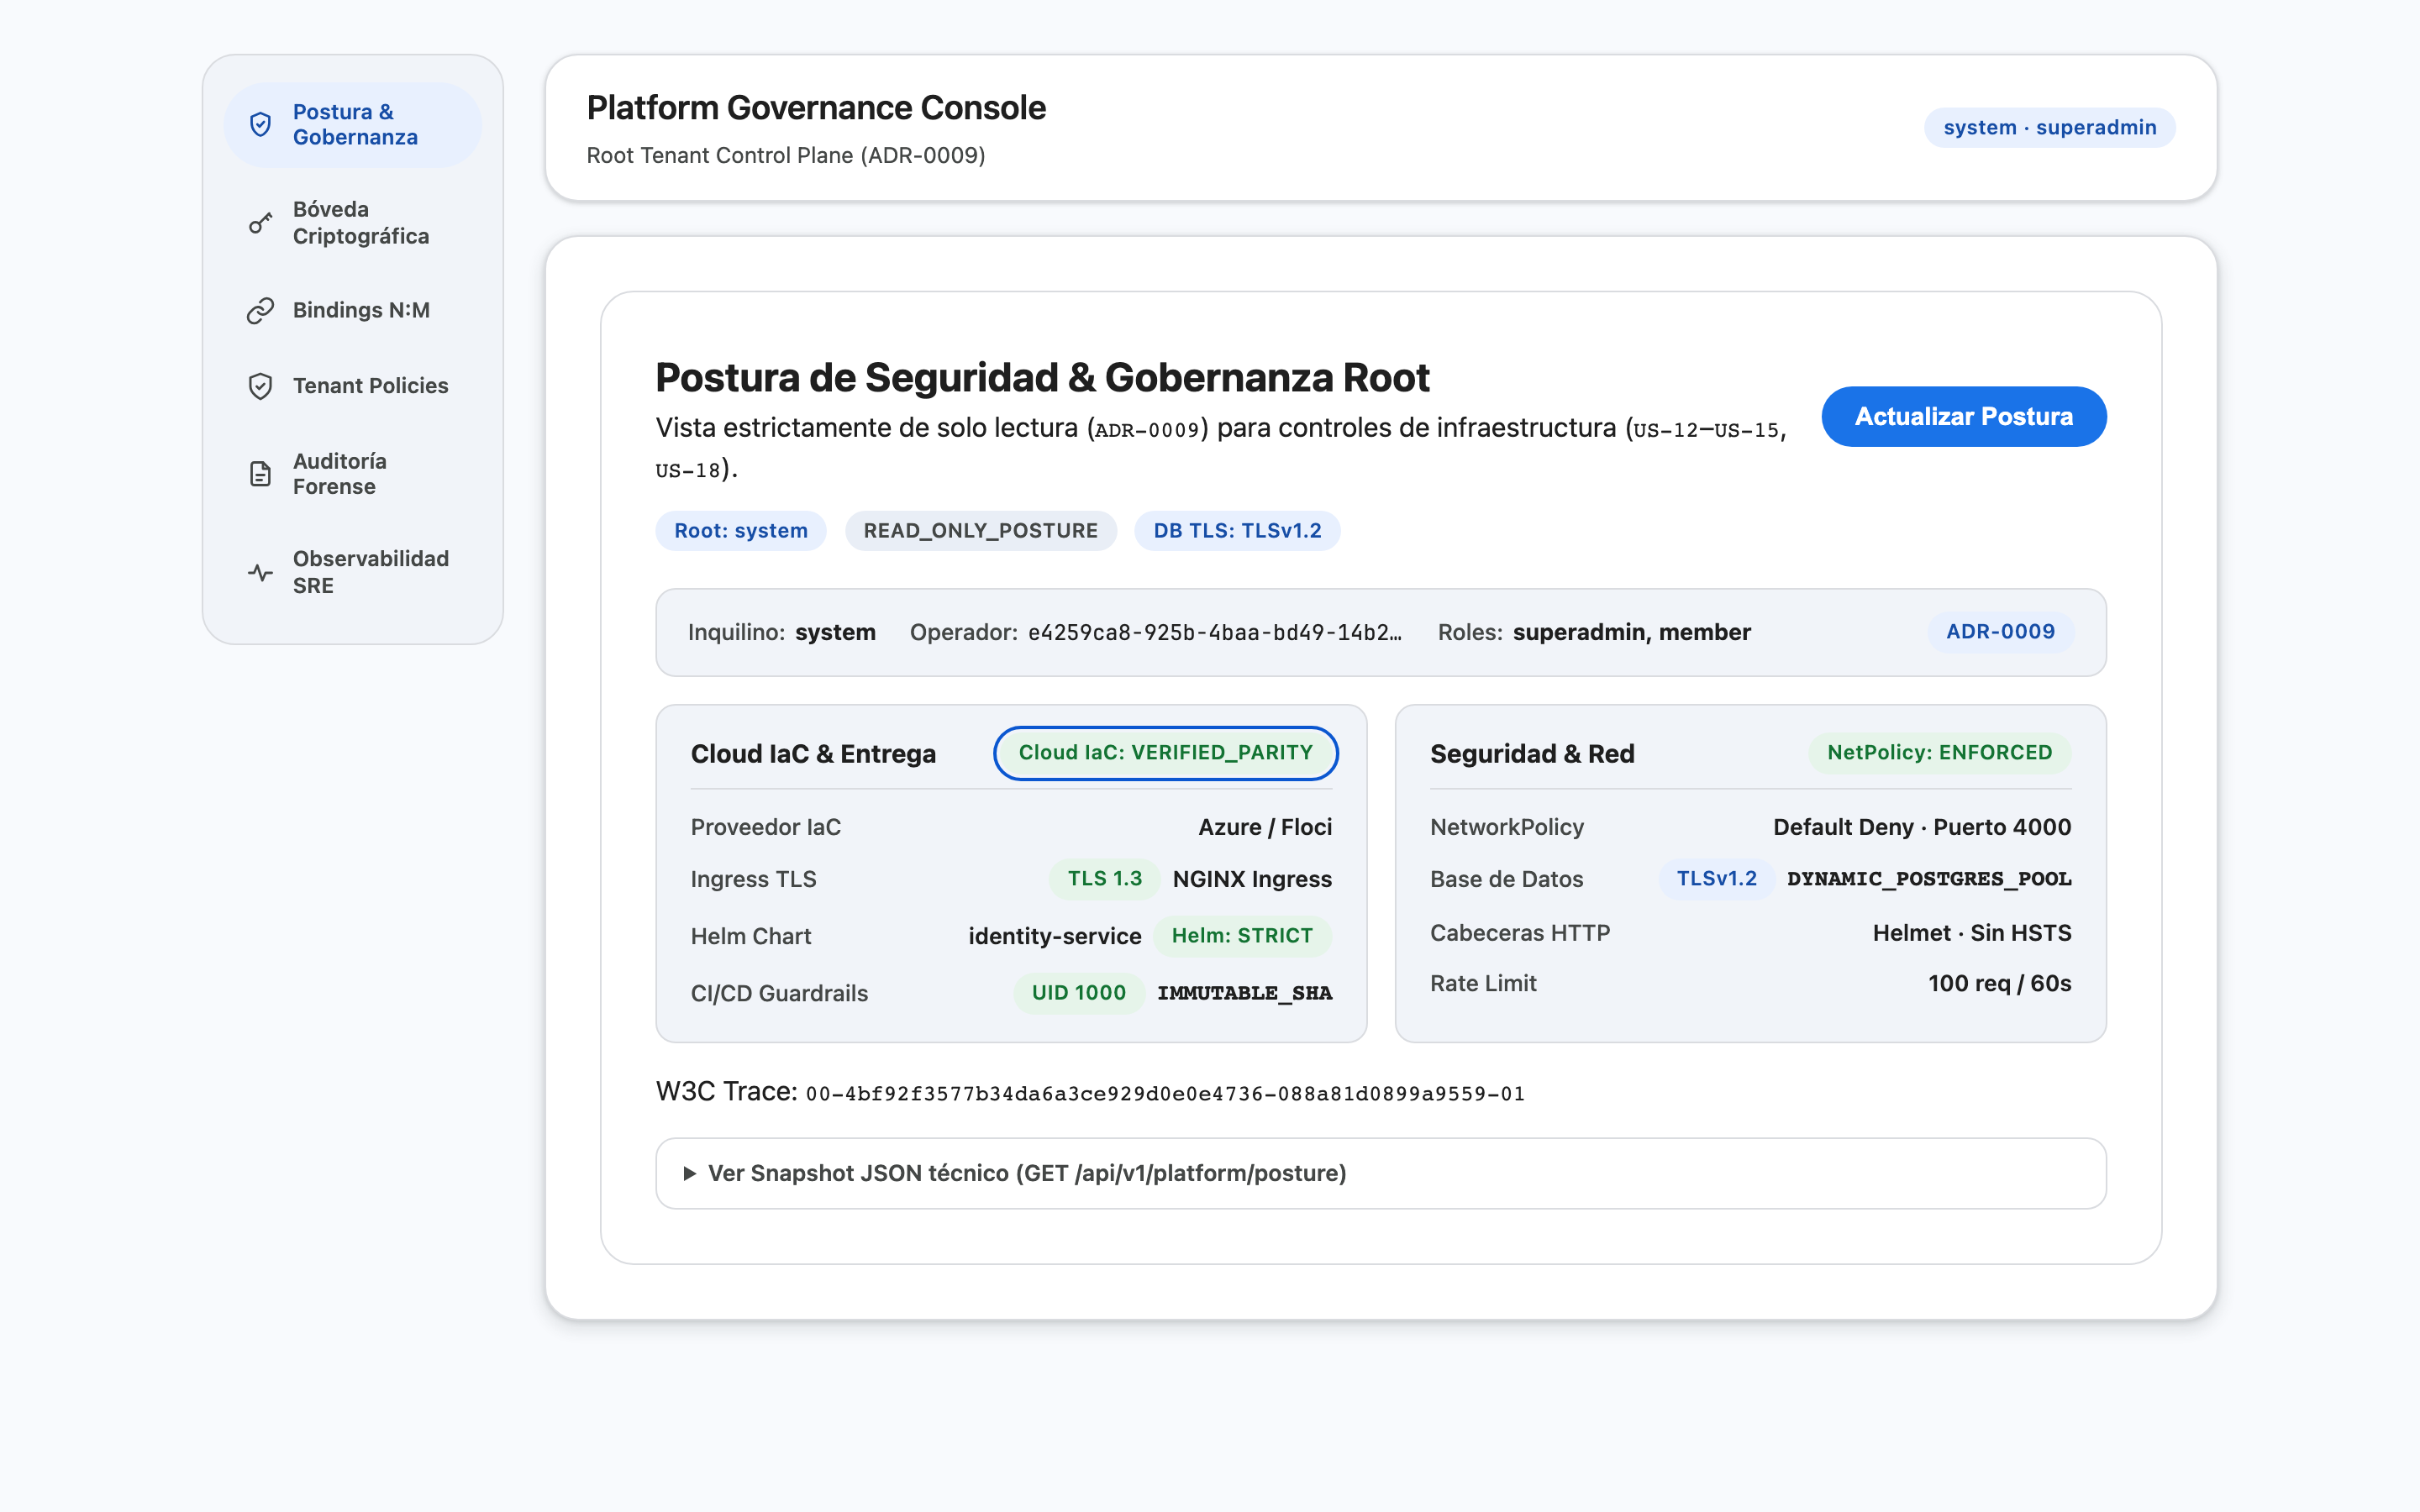 Postura &
Gobernanza
Bóveda
Criptográfica
Bindings N:M
Tenant Policies
Auditoría
Forense
Observabilidad
SRE
Platform Governance Console
Root Tenant Control Plane (ADR-0009)
system · superadmin
Postura de Seguridad & Gobernanza Root
Vista estrictamente de solo lectura (ADR-0009) para controles de infraestructura (US-12–US-15,
US-18).
Actualizar Postura
Root: system READ_ONLY_POSTURE DB TLS: TLSv1.2
Inquilino: system Operador: e4259ca8-925b-4baa-bd49-14b2… Roles: superadmin, member ADR-0009
Cloud IaC & Entrega Cloud IaC: VERIFIED_PARITY
Proveedor IaC Azure / Floci
Ingress TLS TLS 1.3 NGINX Ingress
Helm Chart identity-service Helm: STRICT
CI/CD Guardrails UID 1000 IMMUTABLE_SHA
Seguridad & Red NetPolicy: ENFORCED
NetworkPolicy Default Deny · Puerto 4000
Base de Datos TLSv1.2 DYNAMIC_POSTGRES_POOL
Cabeceras HTTP Helmet · Sin HSTS
Rate Limit 100 req / 60s
W3C Trace: 00-4bf92f3577b34da6a3ce929d0e0e4736-088a81d0899a9559-01
▶ Ver Snapshot JSON técnico (GET /api/v1/platform/posture)